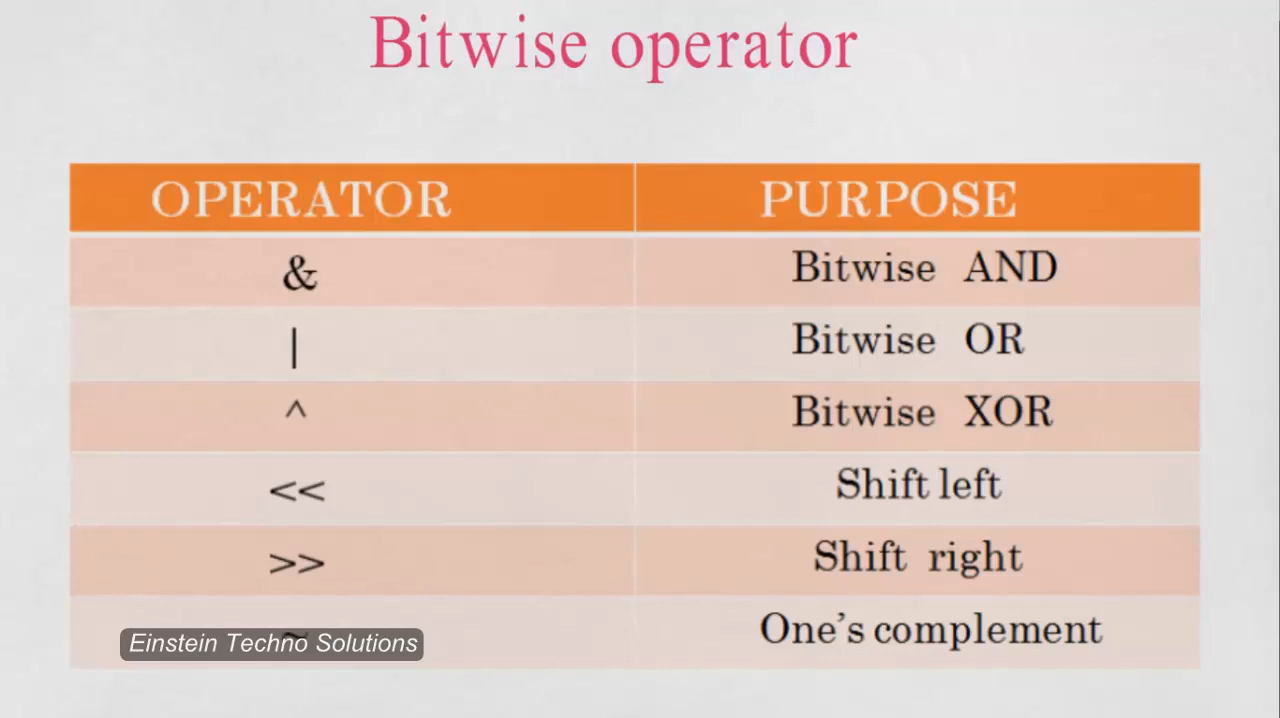 Bitwise operator
OPERATOR PURPOSE
& Bitwise AND
| Bitwise OR
^ Bitwise XOR
<< Shift left
>> Shift right
~ One’s complement
Einstein Techno Solutions